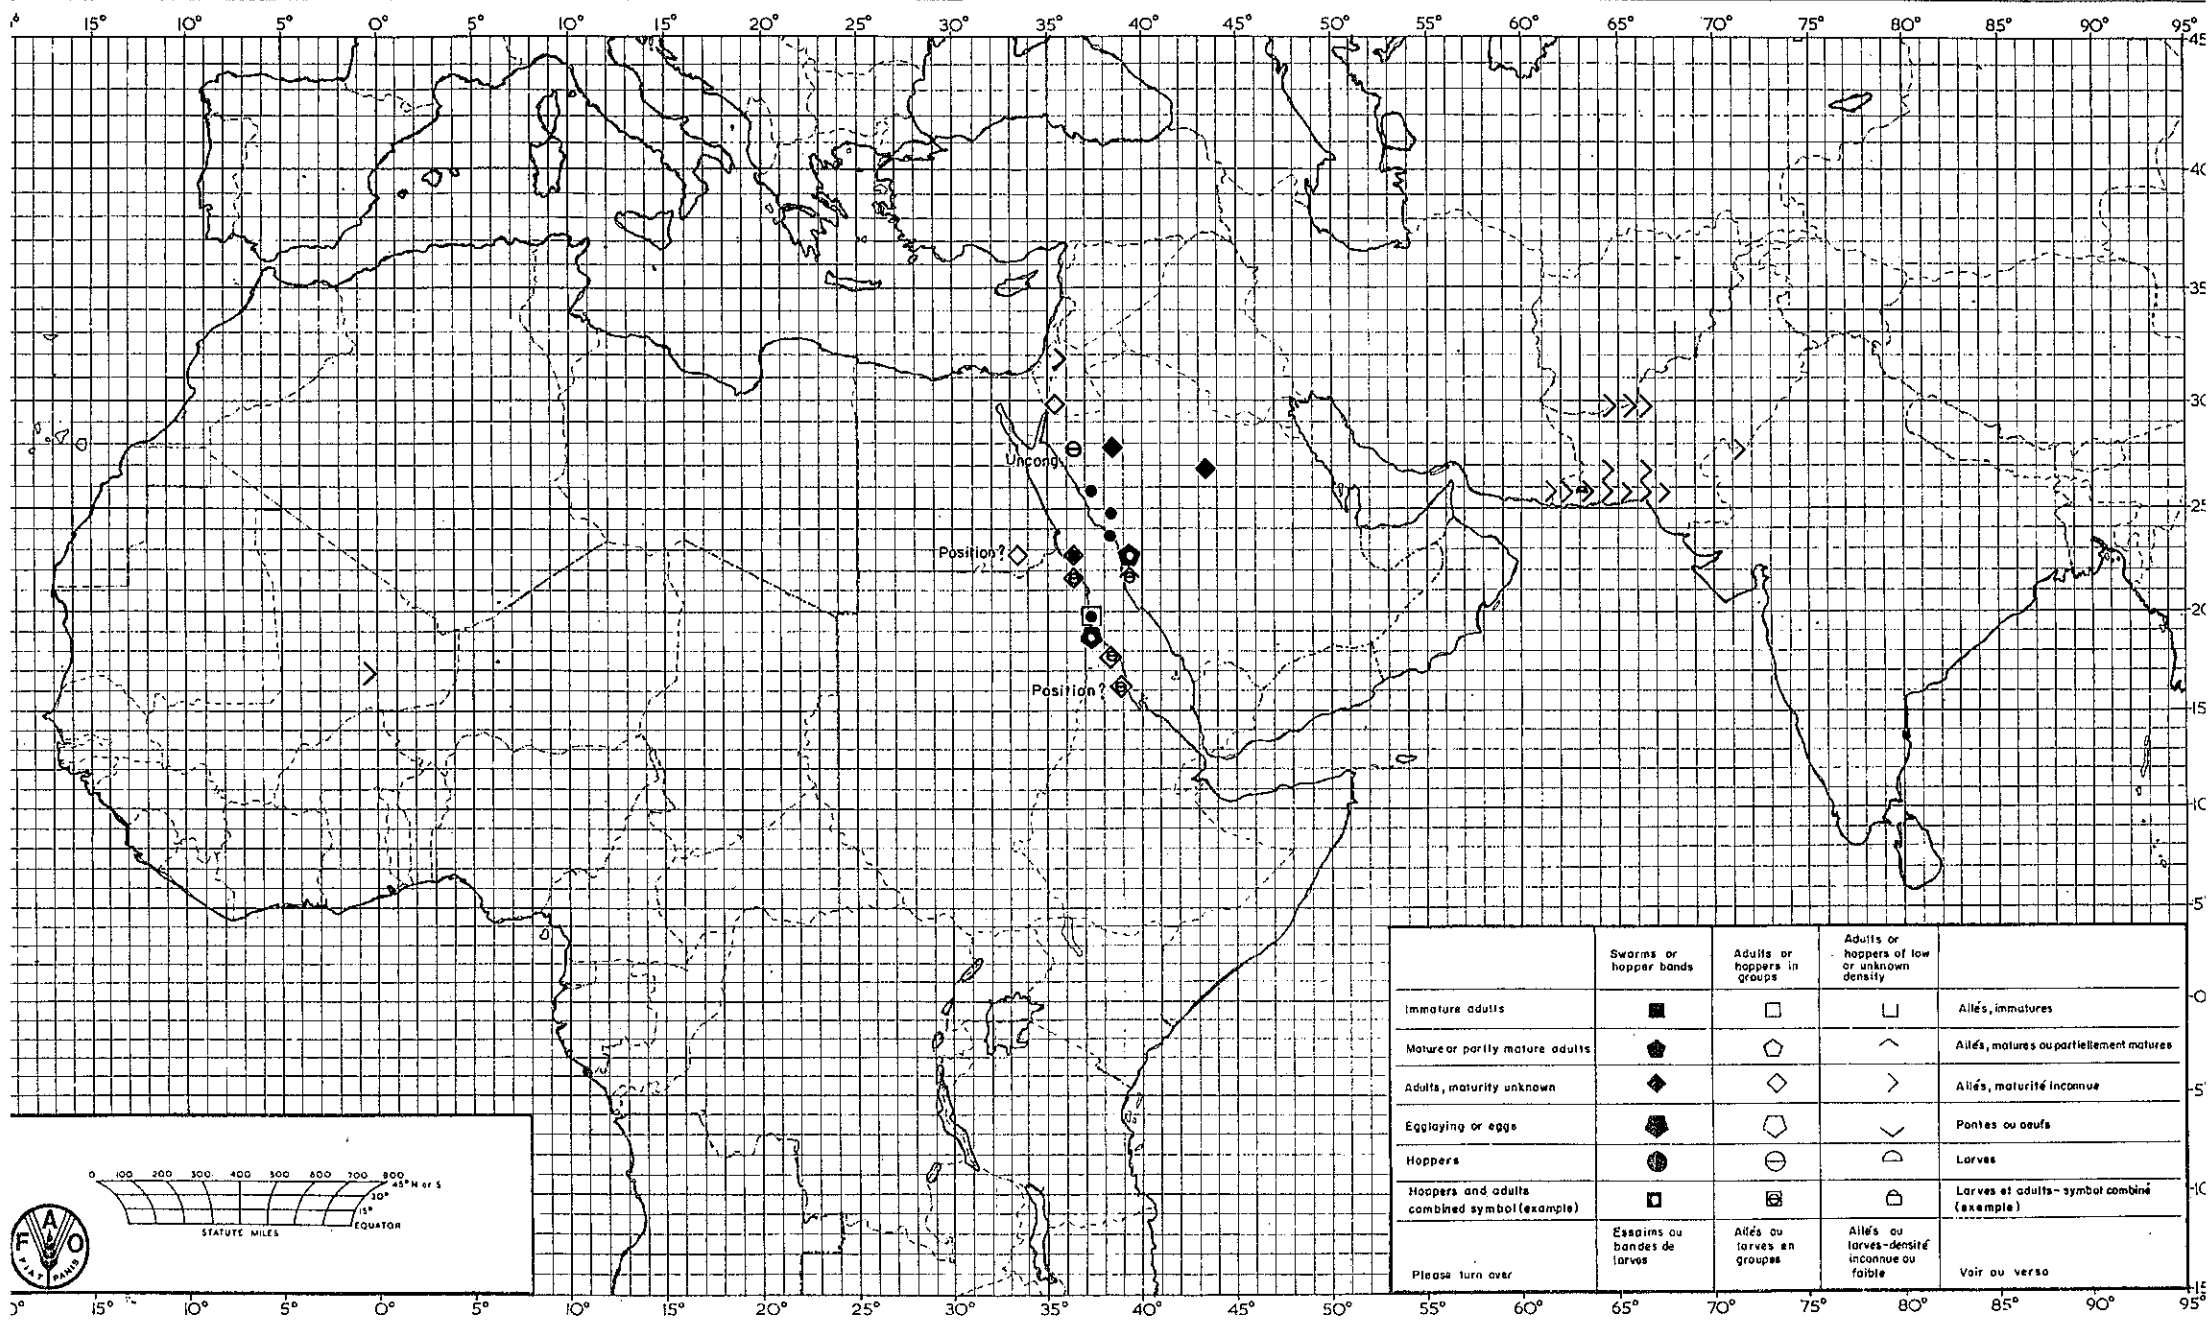 15° 10° 5° 0° 5° 10° 15° 20° 25° 30° 35° 40° 45° 50° 55° 60° 65° 70° 75° 80° 85° 90° 95°
45
40
35
30
25
20
15
10
5°
0
5°
10
15
Uncong.
Position?
Position?
Swarms or hopper bands
Adults or hoppers in groups
Adults or hoppers of low or unknown density
Immature adults
Ailés, immatures
Mature or partly mature adults
Ailés, matures ou partiellement matures
Adults, maturity unknown
Ailés, maturité inconnue
Egglaying or eggs
Pontes ou oeufs
Hoppers
Larves
Hoppers and adults combined symbol (example)
Larves et adults-symbol combiné (example)
Please turn over
Essaims ou bandes de larves
Ailés ou larves en groupes
Ailés ou larves-densité inconnue ou faible
Voir au verso
0 100 200 300 400 500 600 700 800
45° N or S
30°
15°
EQUATOR
STATUTE MILES
F A O
FIAT PANIS
15° 10° 5° 0° 5° 10° 15° 20° 25° 30° 35° 40° 45° 50° 55° 60° 65° 70° 75° 80° 85° 90° 95°